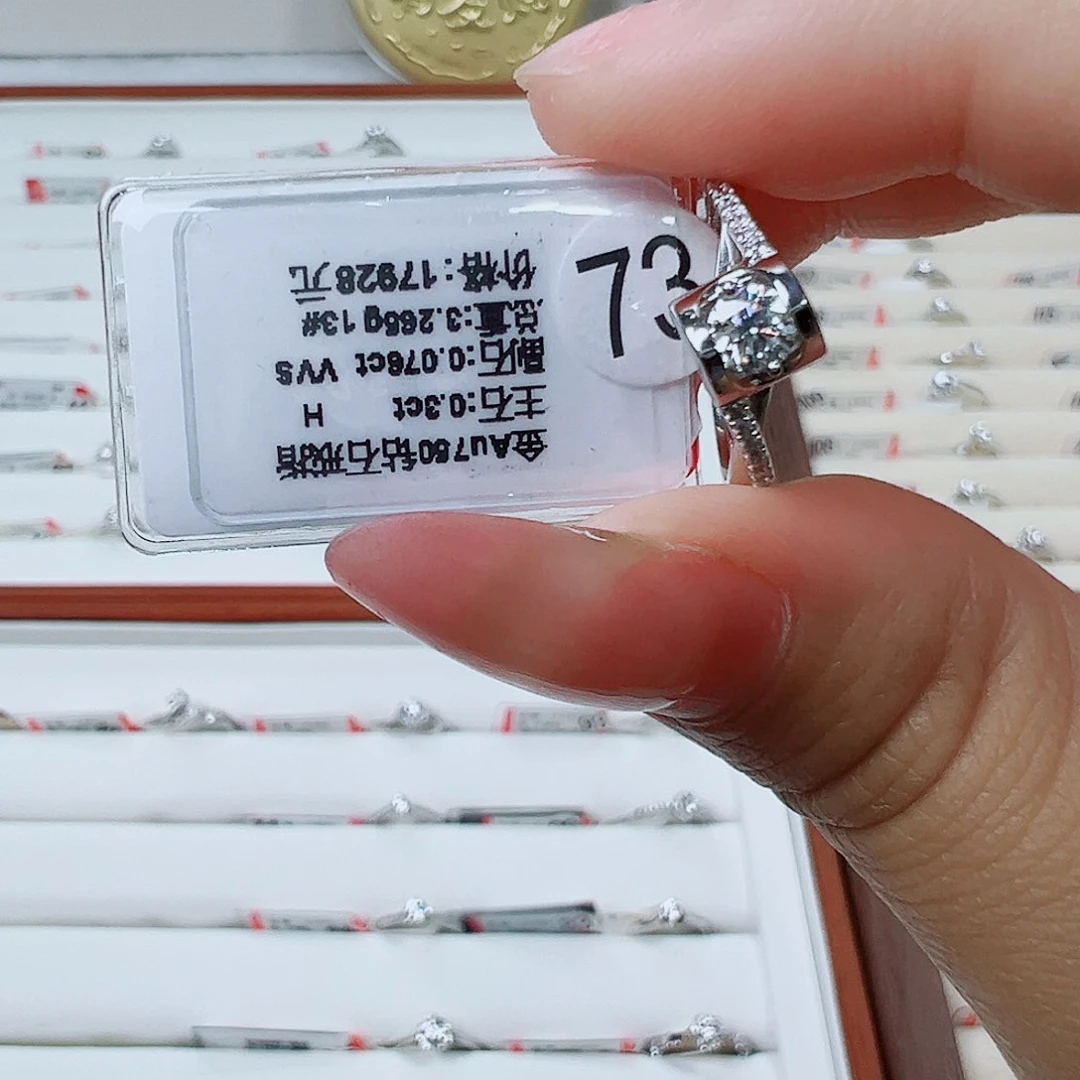 金Au750钻石戒指
主石:0.3ct H
副石:0.076ct VVS
总重:3.265g 13#
价格:17928元
73